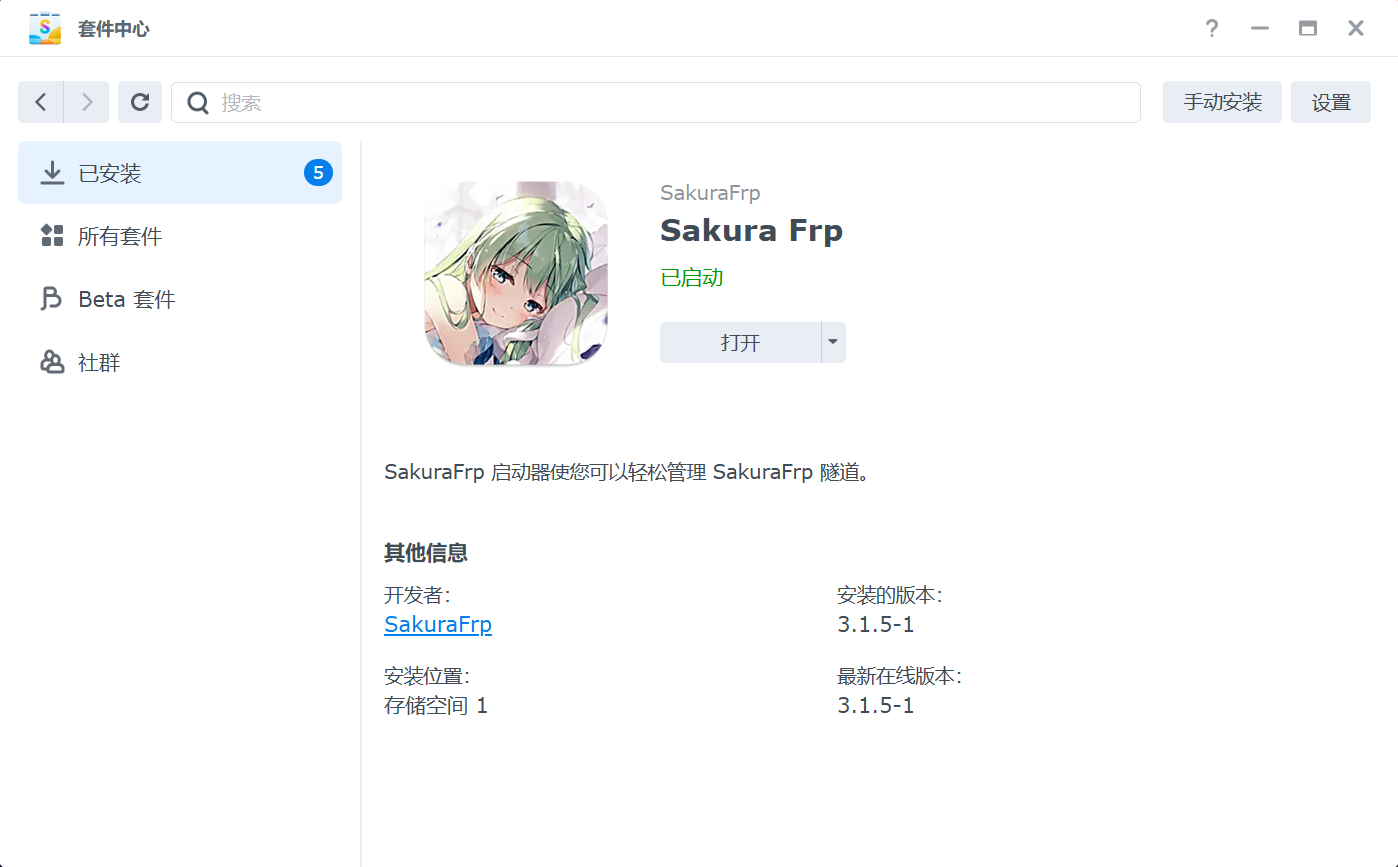 套件中心
搜索
手动安装
设置
已安装
5
所有套件
Beta 套件
社群
SakuraFrp
Sakura Frp
已启动
打开
SakuraFrp 启动器使您可以轻松管理 SakuraFrp 隧道。
其他信息
开发者:
SakuraFrp
安装的版本:
3.1.5-1
安装位置:
存储空间 1
最新在线版本:
3.1.5-1